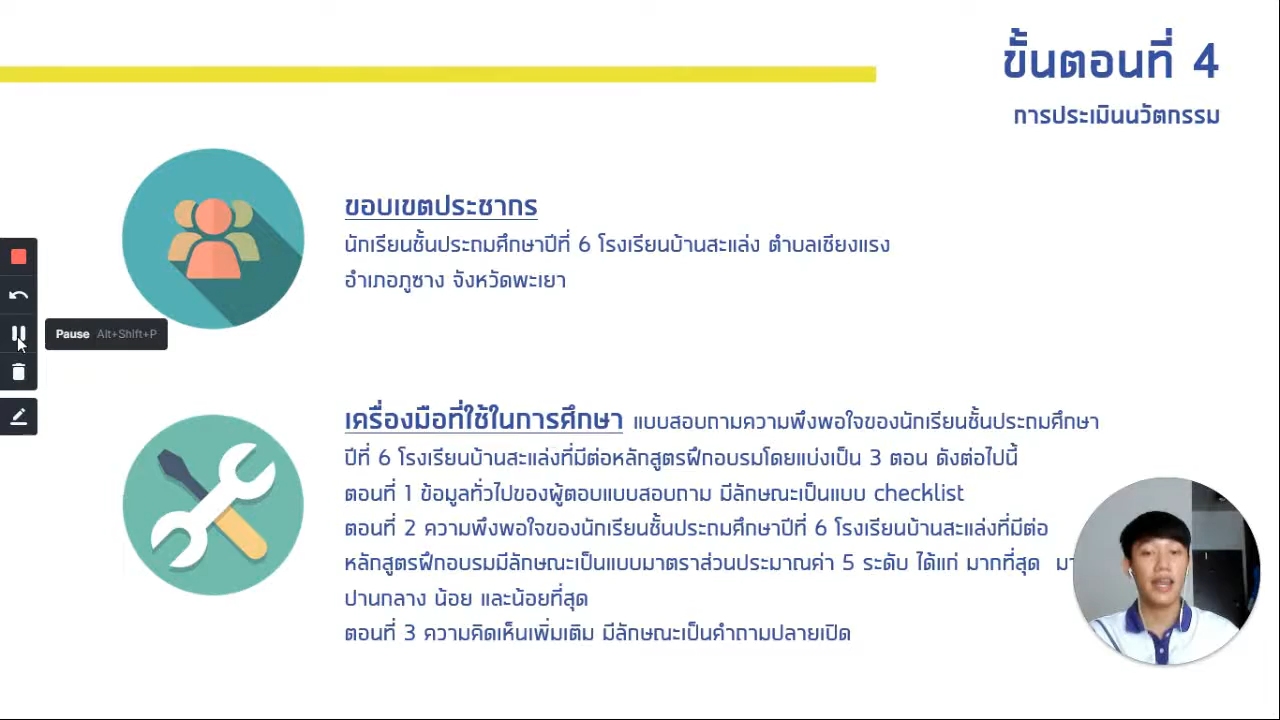 ขั้นตอนที่ 4
การประเมินนวัตกรรม
ขอบเขตประชากร
นักเรียนชั้นประถมศึกษาปีที่ 6 โรงเรียนบ้านสะแล่ง ตำบลเชียงแรง
อำเภอภูซาง จังหวัดพะเยา
Pause Alt+Shift+P
เครื่องมือที่ใช้ในการศึกษา แบบสอบถามความพึงพอใจของนักเรียนชั้นประถมศึกษา
ปีที่ 6 โรงเรียนบ้านสะแล่งที่มีต่อหลักสูตรฝึกอบรมโดยแบ่งเป็น 3 ตอน ดังต่อไปนี้
ตอนที่ 1 ข้อมูลทั่วไปของผู้ตอบแบบสอบถาม มีลักษณะเป็นแบบ checklist
ตอนที่ 2 ความพึงพอใจของนักเรียนชั้นประถมศึกษาปีที่ 6 โรงเรียนบ้านสะแล่งที่มีต่อ
หลักสูตรฝึกอบรมมีลักษณะเป็นแบบมาตราส่วนประมาณค่า 5 ระดับ ได้แก่ มากที่สุด
ปานกลาง น้อย และน้อยที่สุด
ตอนที่ 3 ความคิดเห็นเพิ่มเติม มีลักษณะเป็นคำถามปลายเปิด